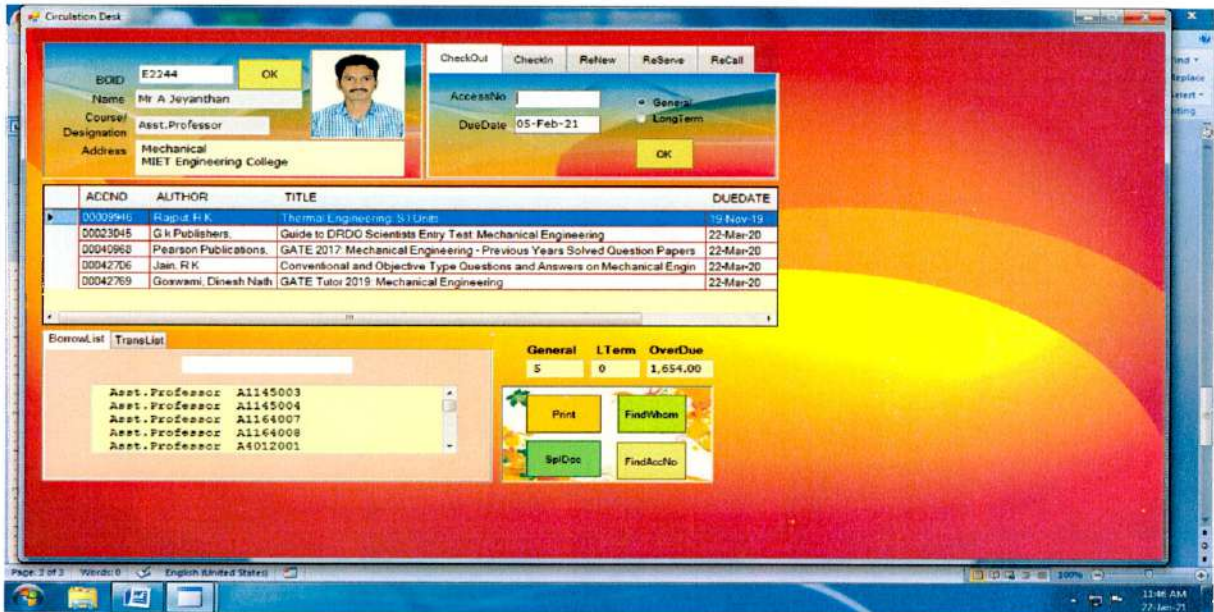 Circulation Desk
BOID E2244 OK
Name Mr A Jeyanthan
Course/
Designation Asst.Professor
Address Mechanical
MIET Engineering College
CheckOut CheckIn ReNew ReServe ReCall
AccessNo General
DueDate 05-Feb-21 LongTerm
OK
ACCNO AUTHOR TITLE DUEDATE
00009946 Rajput R K Thermal Engineering: S I Units 19-Nov-19
00023045 G k Publishers, Guide to DRDO Scientists Entry Test: Mechanical Engineering 22-Mar-20
00040968 Pearson Publications, GATE 2017: Mechanical Engineering - Previous Years Solved Question Papers 22-Mar-20
00042706 Jain, R K Conventional and Objective Type Questions and Answers on Mechanical Engin 22-Mar-20
00042769 Goswami, Dinesh Nath GATE Tutor 2019: Mechanical Engineering 22-Mar-20
BorrowList TransList
General LTerm OverDue
5 0 1,654.00
Asst.Professor A1145003
Asst.Professor A1145004
Asst.Professor A1164007
Asst.Professor A1164008
Asst.Professor A4012001
Print FindWhom
SplDoc FindAccNo
Page: 2 of 3 Words: 0 English (United States) 100%
11:46 AM
22-Jan-21